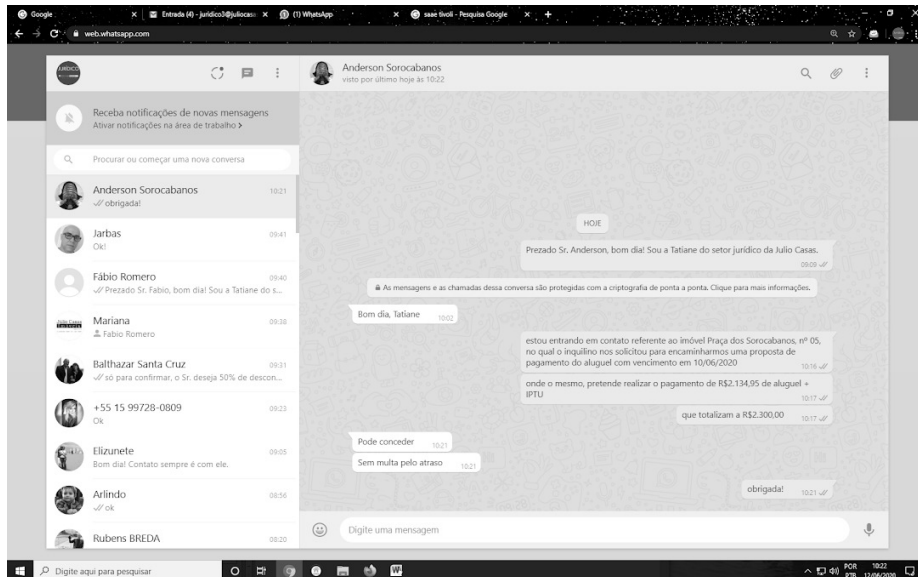 Google
Entrada (4) - juridico3@juliocasa
(1) WhatsApp
saae tivoli - Pesquisa Google
web.whatsapp.com
Anderson Sorocabanos
visto por último hoje às 10:22
Receba notificações de novas mensagens
Ativar notificações na área de trabalho >
Procurar ou começar uma nova conversa
Anderson Sorocabanos 10:21
obrigada!
Jarbas 09:41
Ok!
Fábio Romero 09:40
Prezado Sr. Fabio, bom dia! Sou a Tatiane do s...
Mariana 09:38
Fabio Romero
Balthazar Santa Cruz 09:31
só para confirmar, o Sr. deseja 50% de descon...
+55 15 99728-0809 09:23
Ok
Elizunete 09:05
Bom dia! Contato sempre é com ele.
Arlindo 08:56
ok
Rubens BREDA 08:20
HOJE
Prezado Sr. Anderson, bom dia! Sou a Tatiane do setor jurídico da Julio Casas.
09:09
As mensagens e as chamadas dessa conversa são protegidas com a criptografia de ponta a ponta. Clique para mais informações.
Bom dia, Tatiane 10:02
estou entrando em contato referente ao imóvel Praça dos Sorocabanos, nº 05,
no qual o inquilino nos solicitou para encaminharmos uma proposta de
pagamento do aluguel com vencimento em 10/06/2020 10:16
onde o mesmo, pretende realizar o pagamento de R$2.134,95 de aluguel +
IPTU 10:17
que totalizam a R$2.300,00 10:17
Pode conceder 10:21
Sem multa pelo atraso 10:21
obrigada! 10:21
Digite uma mensagem
Digite aqui para pesquisar
POR 10:22
PTB 12/06/2020